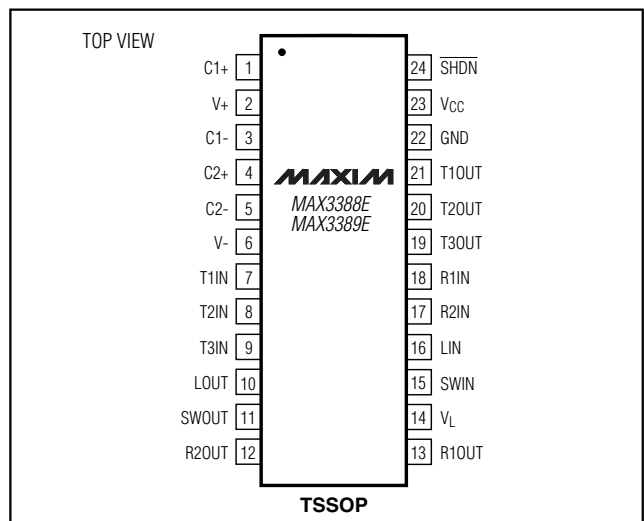 TOP VIEW
C1+ 1
V+ 2
C1- 3
C2+ 4
C2- 5
V- 6
T1IN 7
T2IN 8
T3IN 9
LOUT 10
SWOUT 11
R2OUT 12
MAXIM
MAX3388E
MAX3389E
24 SHDN
23 VCC
22 GND
21 T1OUT
20 T2OUT
19 T3OUT
18 R1IN
17 R2IN
16 LIN
15 SWIN
14 VL
13 R1OUT
TSSOP